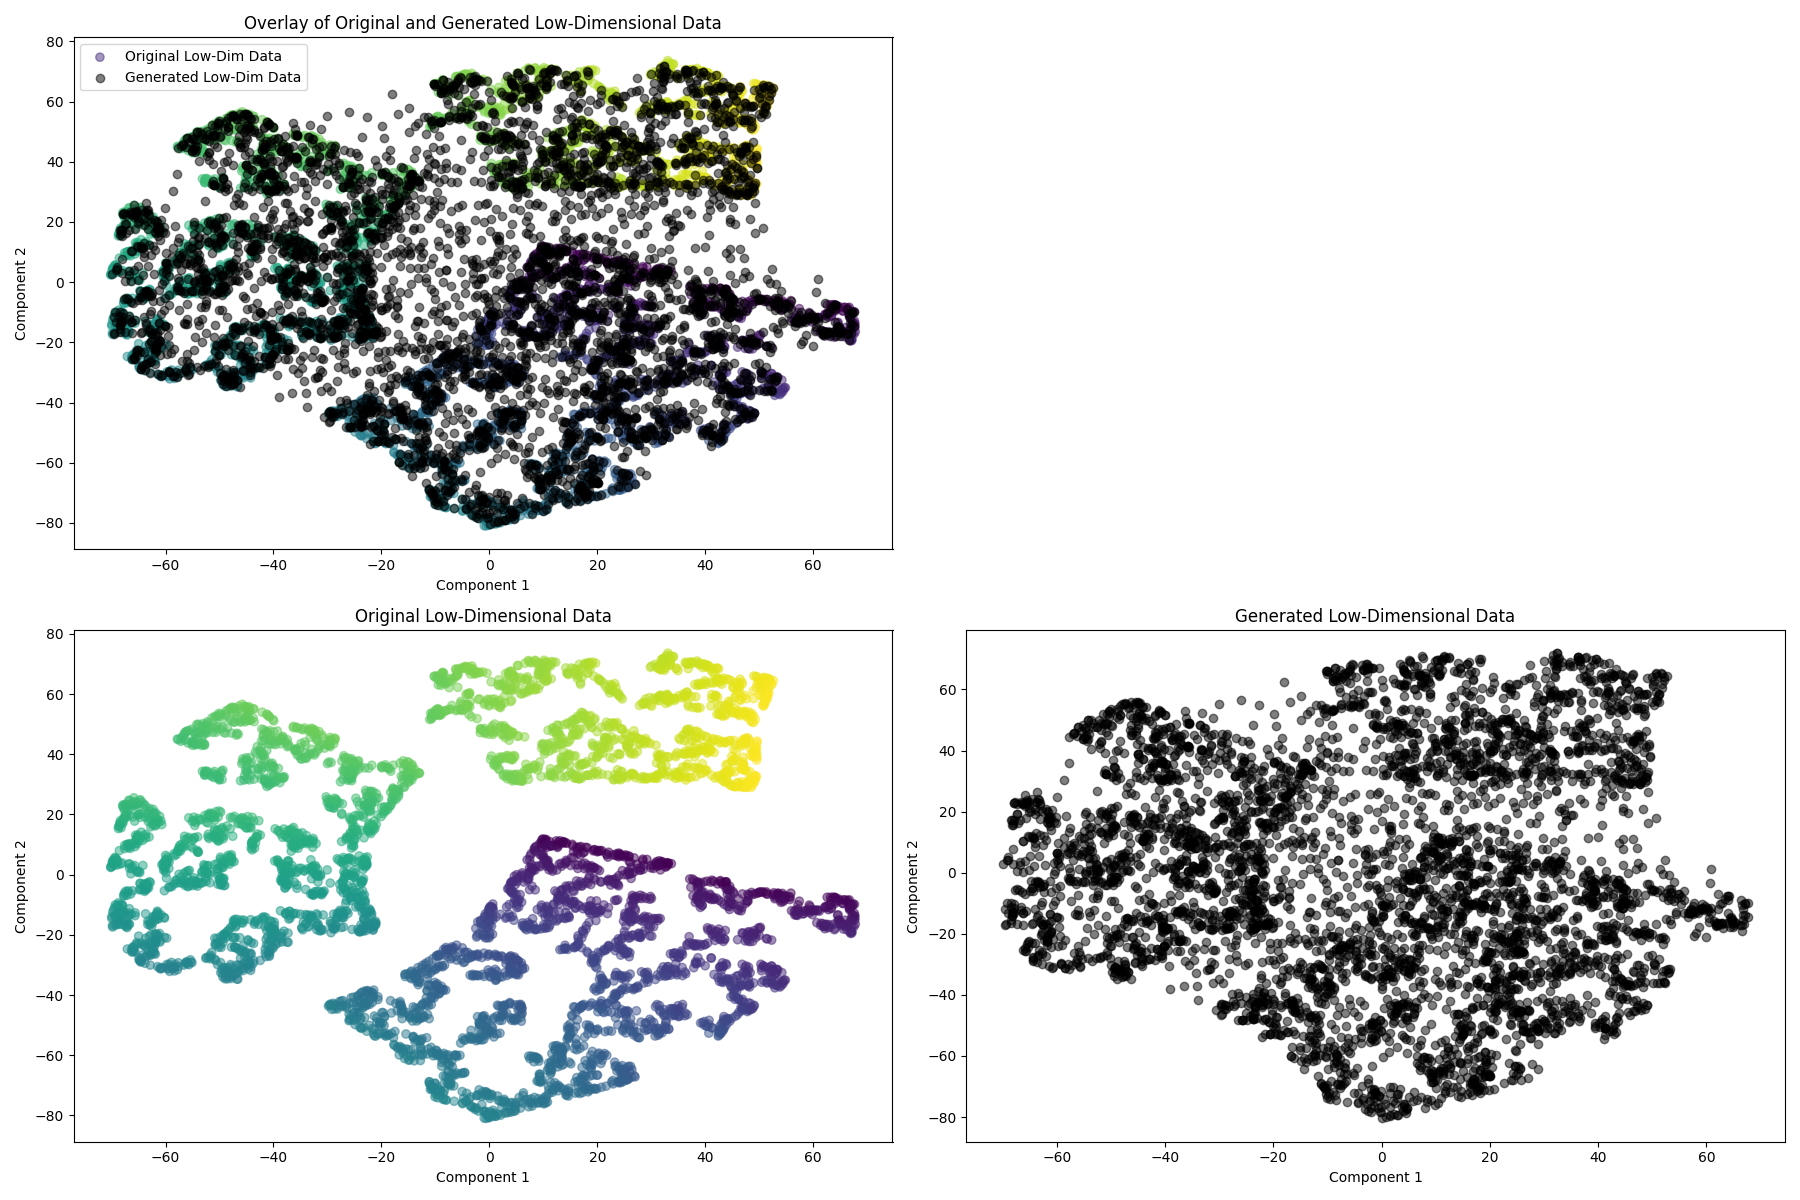 Overlay of Original and Generated Low-Dimensional Data
Original Low-Dim Data
Generated Low-Dim Data
80
60
40
20
0
−20
−40
−60
−80
Component 2
−60 −40 −20 0 20 40 60
Component 1
Original Low-Dimensional Data
80
60
40
20
0
−20
−40
−60
−80
Component 2
−60 −40 −20 0 20 40 60
Component 1
Generated Low-Dimensional Data
60
40
20
0
−20
−40
−60
−80
Component 2
−60 −40 −20 0 20 40 60
Component 1